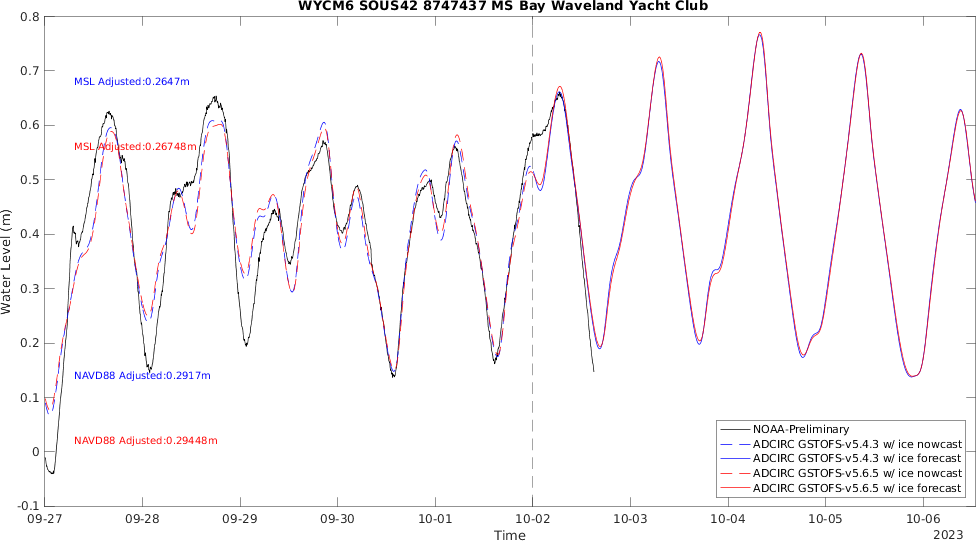 WYCM6 SOUS42 8747437 MS Bay Waveland Yacht Club
0.8
0.7
0.6
0.5
0.4
0.3
0.2
0.1
0
-0.1
Water Level (m)
MSL Adjusted:0.2647m
MSL Adjusted:0.26748m
NAVD88 Adjusted:0.2917m
NAVD88 Adjusted:0.29448m
NOAA-Preliminary
ADCIRC GSTOFS-v5.4.3 w/ ice nowcast
ADCIRC GSTOFS-v5.4.3 w/ ice forecast
ADCIRC GSTOFS-v5.6.5 w/ ice nowcast
ADCIRC GSTOFS-v5.6.5 w/ ice forecast
09-27 09-28 09-29 09-30 10-01 10-02 10-03 10-04 10-05 10-06
Time
2023